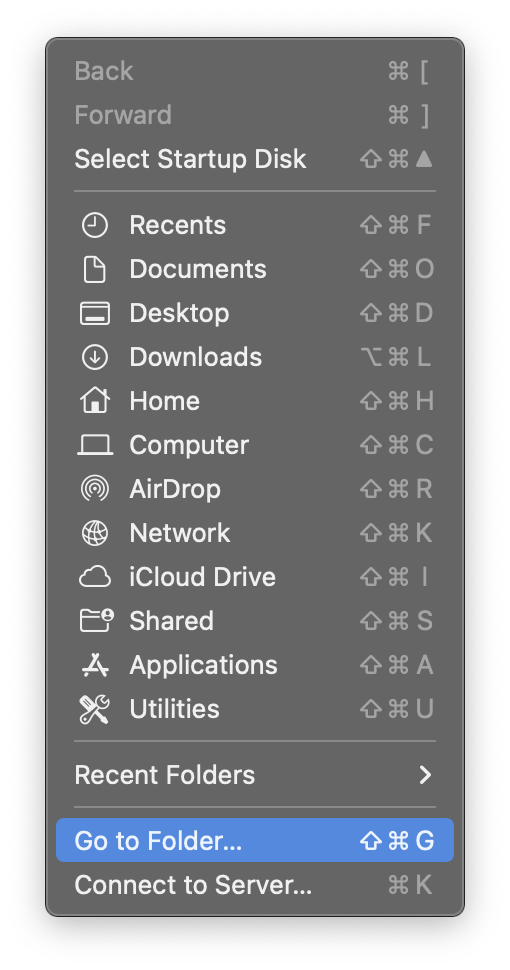 Back ⌘ [
Forward ⌘ ]
Select Startup Disk ⇧ ⌘ ▲
Recents ⇧ ⌘ F
Documents ⇧ ⌘ O
Desktop ⇧ ⌘ D
Downloads ⌥ ⌘ L
Home ⇧ ⌘ H
Computer ⇧ ⌘ C
AirDrop ⇧ ⌘ R
Network ⇧ ⌘ K
iCloud Drive ⇧ ⌘ I
Shared ⇧ ⌘ S
Applications ⇧ ⌘ A
Utilities ⇧ ⌘ U
Recent Folders
Go to Folder... ⇧ ⌘ G
Connect to Server... ⌘ K